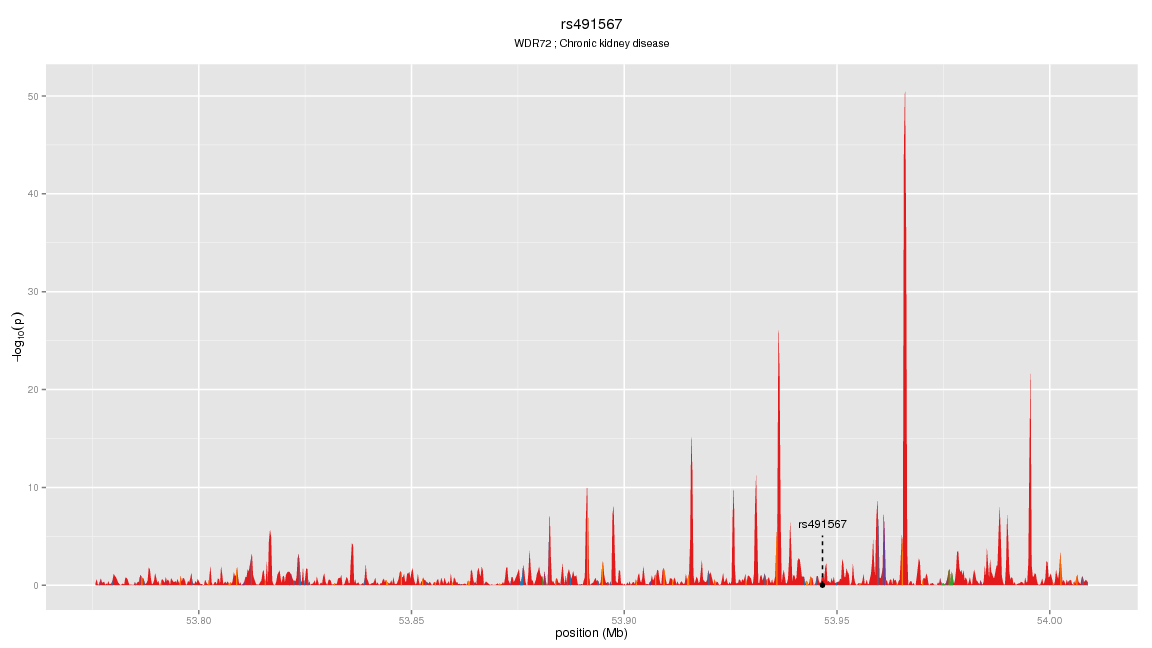 rs491567
WDR72 ; Chronic kidney disease
50
40
30
20
10
0
−log10(p)
rs491567
53.80
53.85
53.90
53.95
54.00
position (Mb)